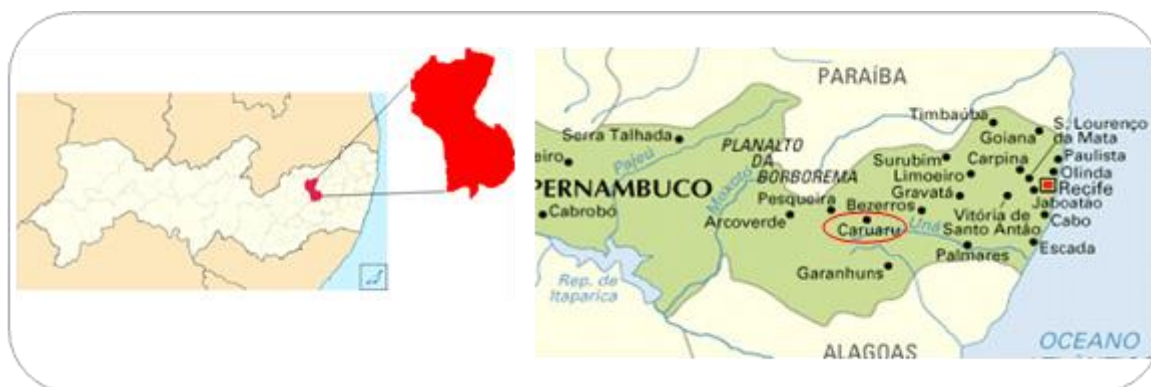 PARAÍBA
Timbaúba
Goiana
S. Lourenço
da Mata
Serra Talhada
Pajeú
PLANALTO
DA
BORBOREMA
Moxotó
Surubim
Carpina
Paulista
Limoeiro
Olinda
eiro
PERNAMBUCO
Pesqueira
Bezerros
Gravatá
Recife
Jaboatão
Cabrobó
Arcoverde
Caruaru
Una
Vitória de
Santo Antão
Cabo
Palmares
Escada
Rep. de
Itaparica
Garanhuns
ALAGOAS
OCEANO